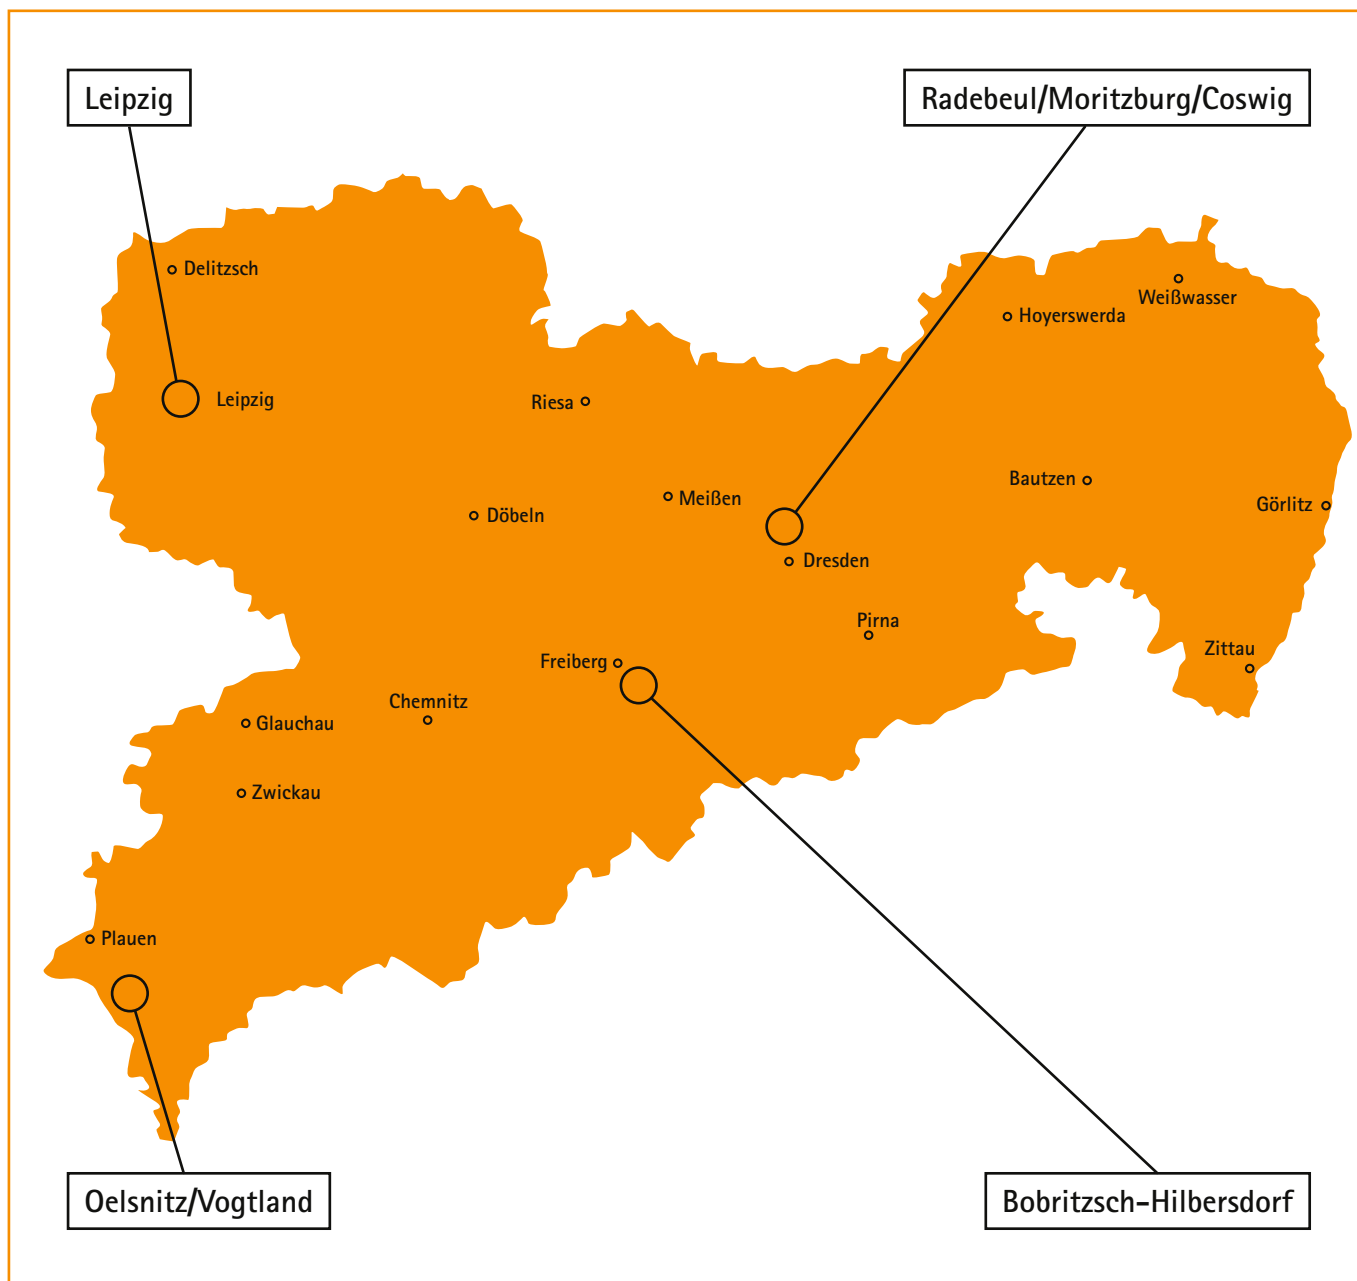 Leipzig
Radebeul/Moritzburg/Coswig
Delitzsch
Weißwasser
Hoyerswerda
Leipzig
Riesa
Bautzen
Meißen
Görlitz
Döbeln
Dresden
Pirna
Zittau
Freiberg
Chemnitz
Glauchau
Zwickau
Plauen
Oelsnitz/Vogtland
Bobritzsch-Hilbersdorf